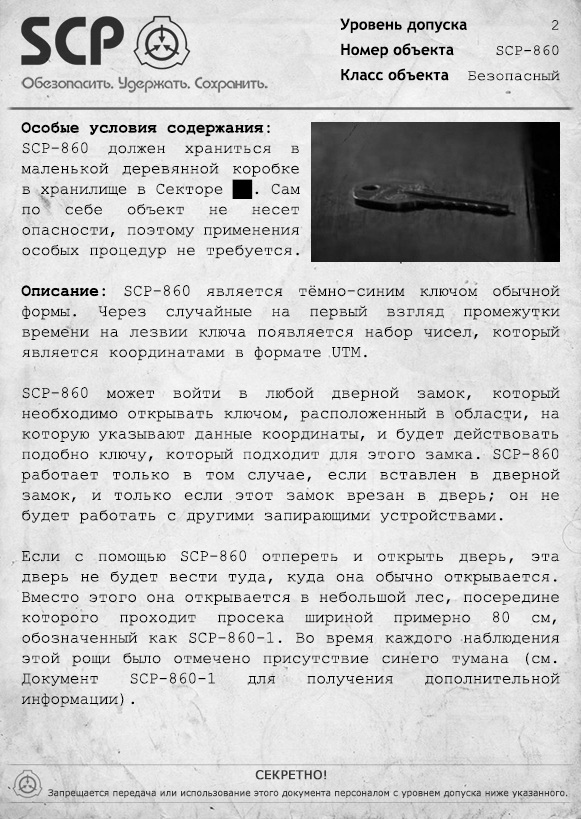 SCP
Обезопасить. Удержать. Сохранить.
Уровень допуска 2
Номер объекта SCP-860
Класс объекта Безопасный
Особые условия содержания:
SCP-860 должен храниться в
маленькой деревянной коробке
в хранилище в Секторе . Сам
по себе объект не несет
опасности, поэтому применения
особых процедур не требуется.
Описание: SCP-860 является тёмно-синим ключом обычной
формы. Через случайные на первый взгляд промежутки
времени на лезвии ключа появляется набор чисел, который
является координатами в формате UTM.
SCP-860 может войти в любой дверной замок, который
необходимо открывать ключом, расположенный в области, на
которую указывают данные координаты, и будет действовать
подобно ключу, который подходит для этого замка. SCP-860
работает только в том случае, если вставлен в дверной
замок, и только если этот замок врезан в дверь; он не
будет работать с другими запирающими устройствами.
Если с помощью SCP-860 отпереть и открыть дверь, эта
дверь не будет вести туда, куда она обычно открывается.
Вместо этого она открывается в небольшой лес, посередине
которого проходит просека шириной примерно 80 см,
обозначенный как SCP-860-1. Во время каждого наблюдения
этой рощи было отмечено присутствие синего тумана (см.
Документ SCP-860-1 для получения дополнительной
информации).
СЕКРЕТНО!
Запрещается передача или использование этого документа персоналом с уровнем допуска ниже указанного.